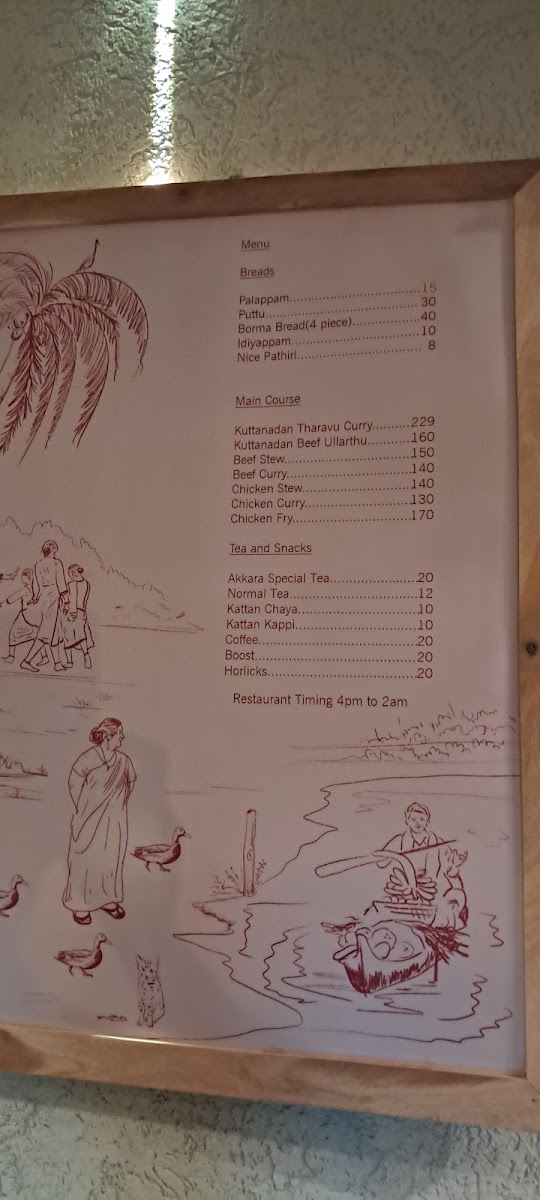 Menu
Breads
Palappam..............................15
Puttu.....................................30
Borma Bread(4 piece)................40
Idiyappam..............................10
Nice Pathiri............................. 8
Main Course
Kuttanadan Tharavu Curry.........229
Kuttanadan Beef Ullarthu..........160
Beef Stew..............................150
Beef Curry..............................140
Chicken Stew..........................140
Chicken Curry.........................130
Chicken Fry............................170
Tea and Snacks
Akkara Special Tea.....................20
Normal Tea..............................12
Kattan Chaya............................10
Kattan Kappi.............................10
Coffee.....................................20
Boost......................................20
Horlicks...................................20
Restaurant Timing 4pm to 2am